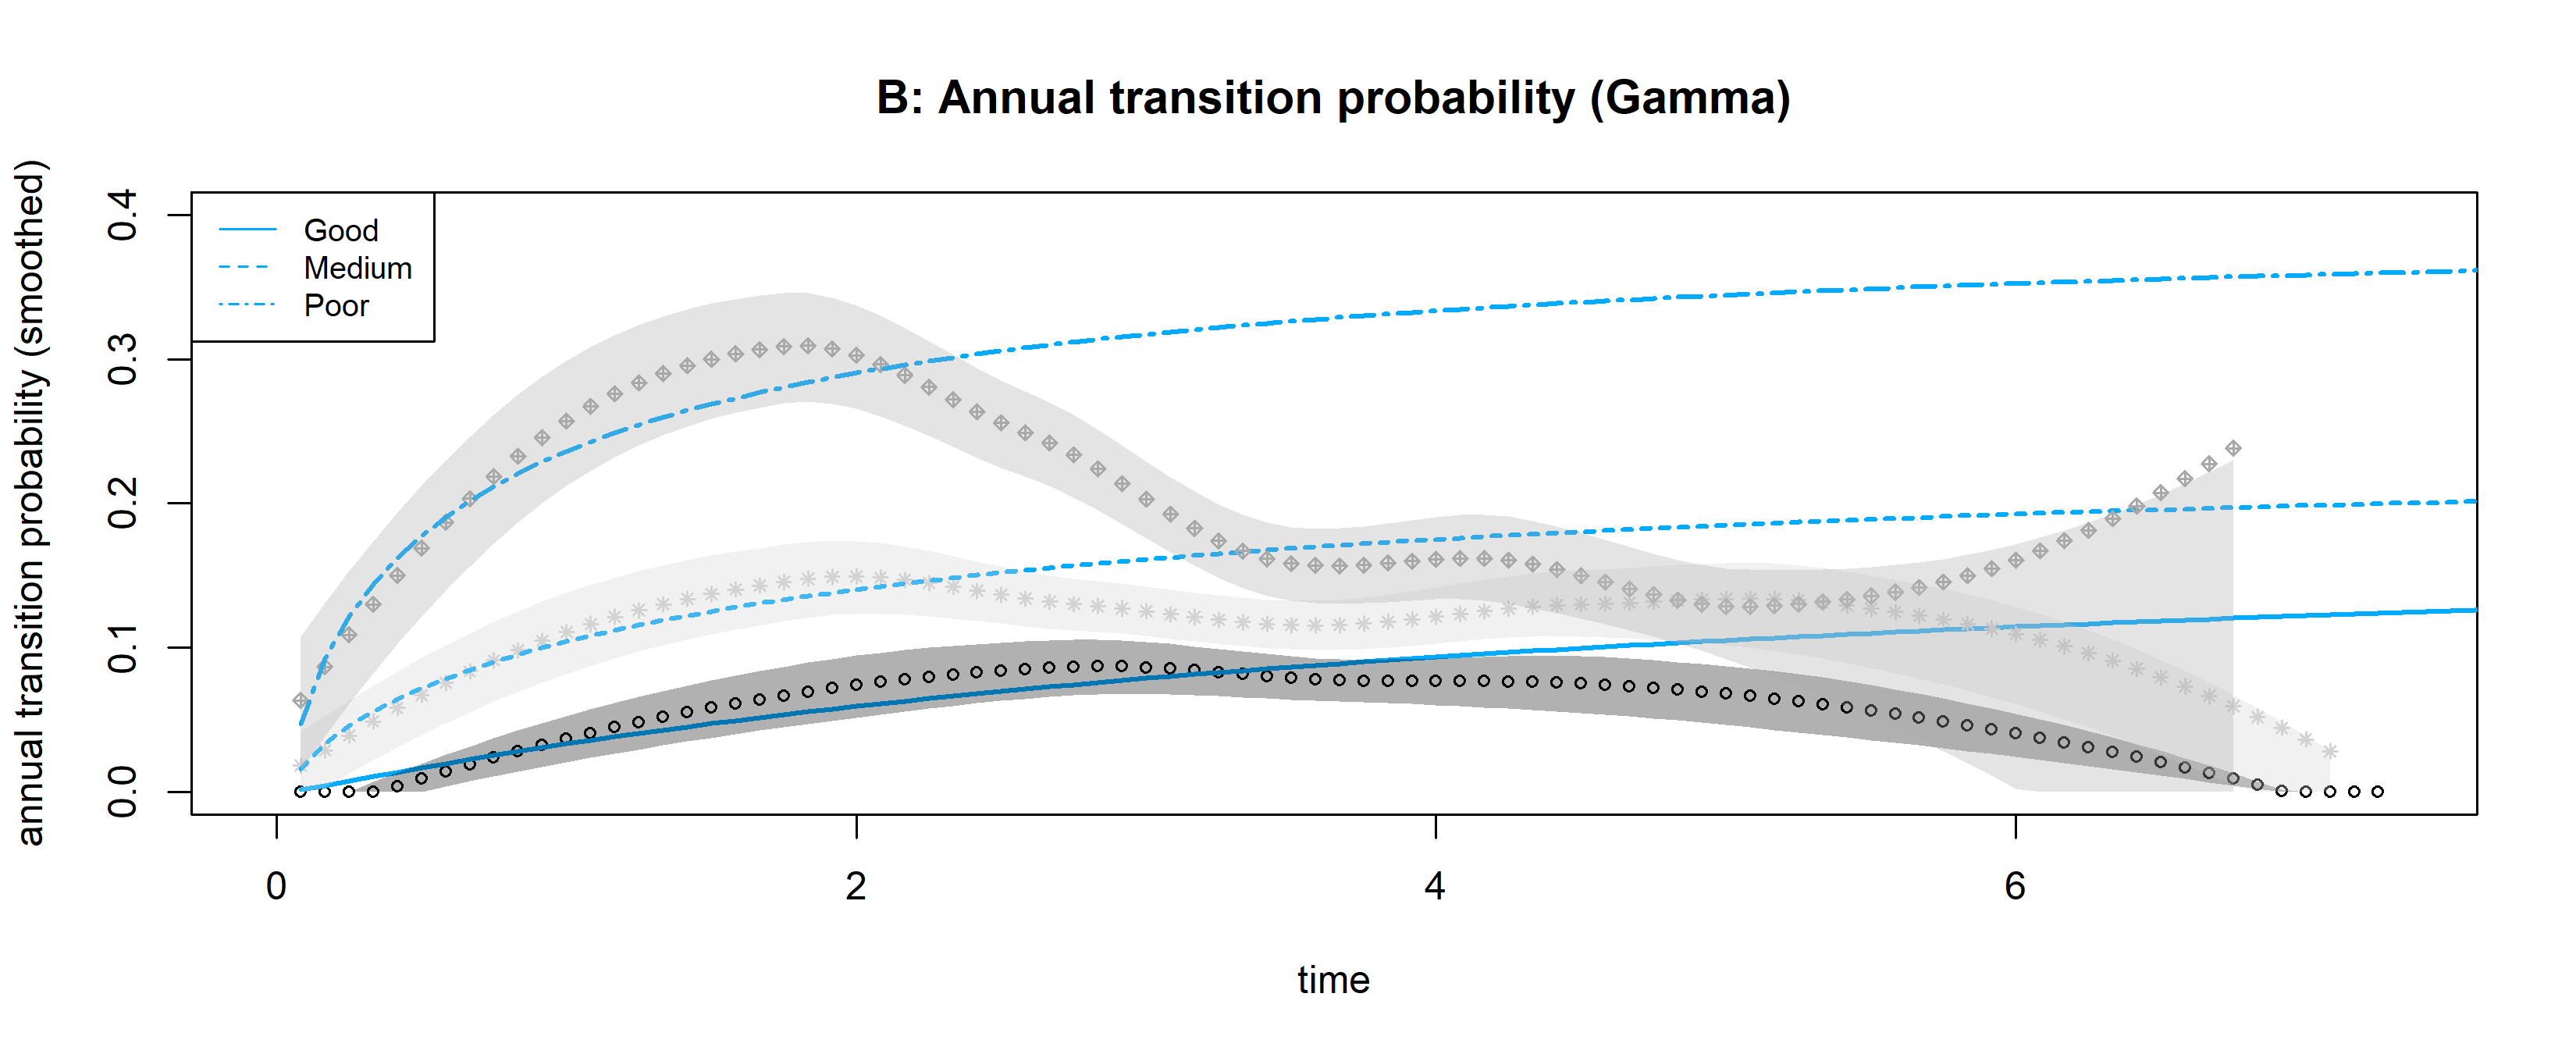 B: Annual transition probability (Gamma)
annual transition probability (smoothed)
0.4
0.3
0.2
0.1
0.0
Good
Medium
Poor
0 2 4 6
time